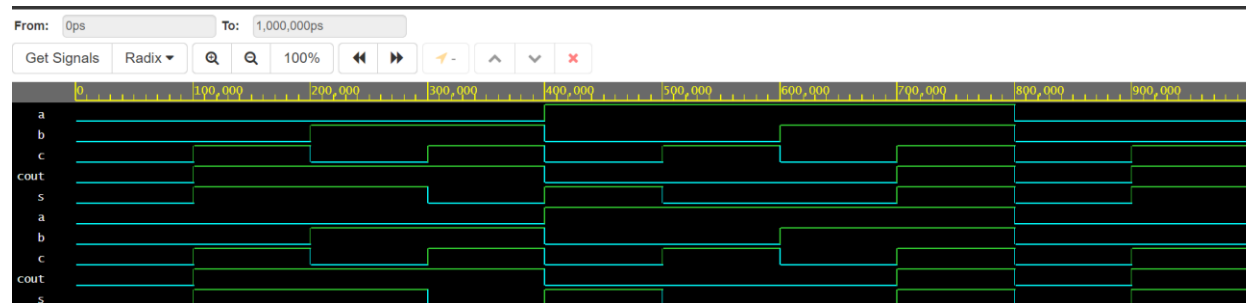 From: 0ps To: 1,000,000ps
Get Signals Radix 100% -
0 100,000 200,000 300,000 400,000 500,000 600,000 700,000 800,000 900,000
a
b
c
cout
s
a
b
c
cout
s